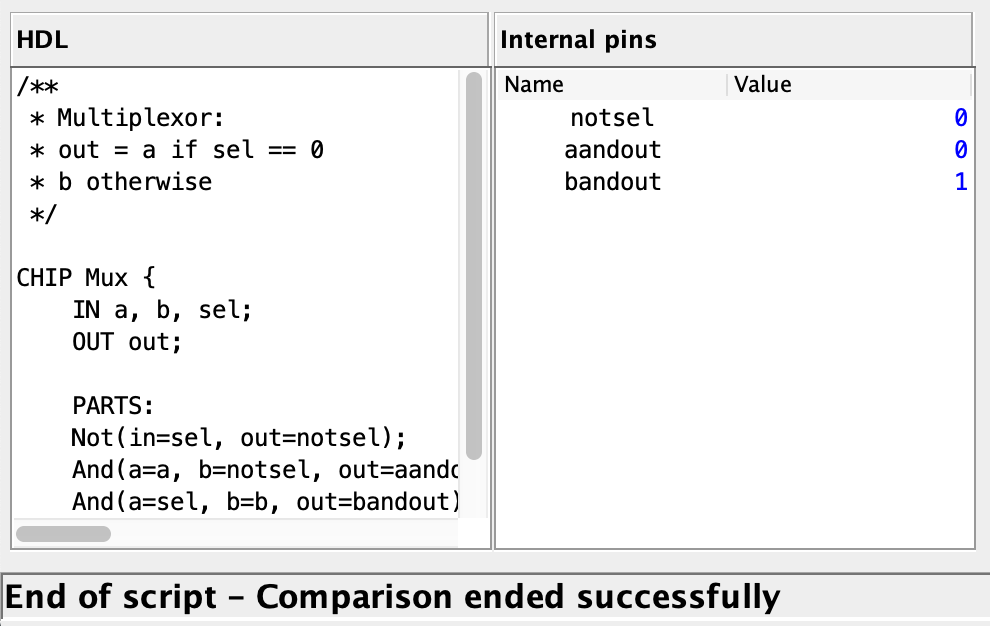 HDL
/**
 * Multiplexor:
 * out = a if sel == 0
 * b otherwise
 */
CHIP Mux {
    IN a, b, sel;
    OUT out;
    PARTS:
    Not(in=sel, out=notsel);
    And(a=a, b=notsel, out=aando
    And(a=sel, b=b, out=bandout)
Internal pins
Name Value
notsel 0
aandout 0
bandout 1
End of script – Comparison ended successfully